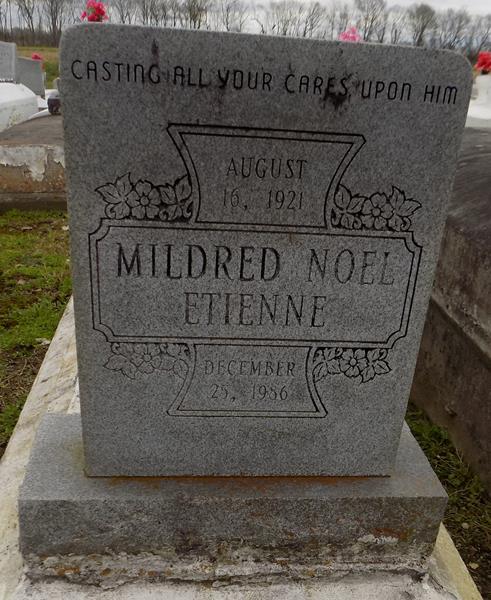 CASTING ALL YOUR CARES UPON HIM
AUGUST
16, 1921
MILDRED NOEL
ETIENNE
DECEMBER
25, 1986